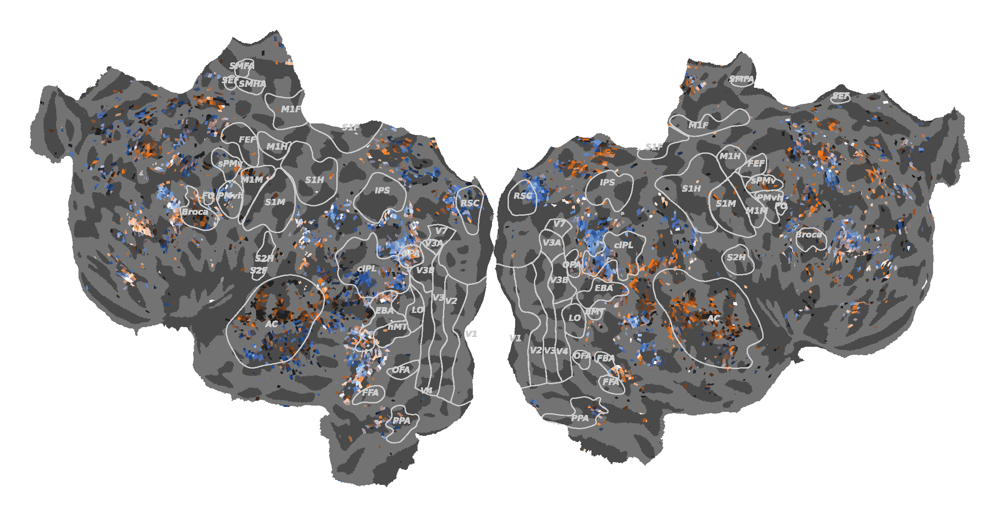 SMFA
SEF
SMHA
M1F
S1F
FEF
M1H
sPMv
M1M
S1H
IPS
FO
PMvh
S1M
Broca
RSC
V7
V3A
OPA
S2H
S2F
cIPL
V3B
V3
V2
EBA
LO
AC
hMT
V1
OFA
FFA
V4
PPA
SMFA
SEF
M1F
S1F
M1H
FEF
IPS
sPMv
RSC
S1H
PMvh
S1M
M1M
FO
V7
Broca
V3A
cIPL
S2H
OPA
V3B
EBA
hMT
LO
AC
V1
V2
V3
V4
OFA
FBA
FFA
PPA